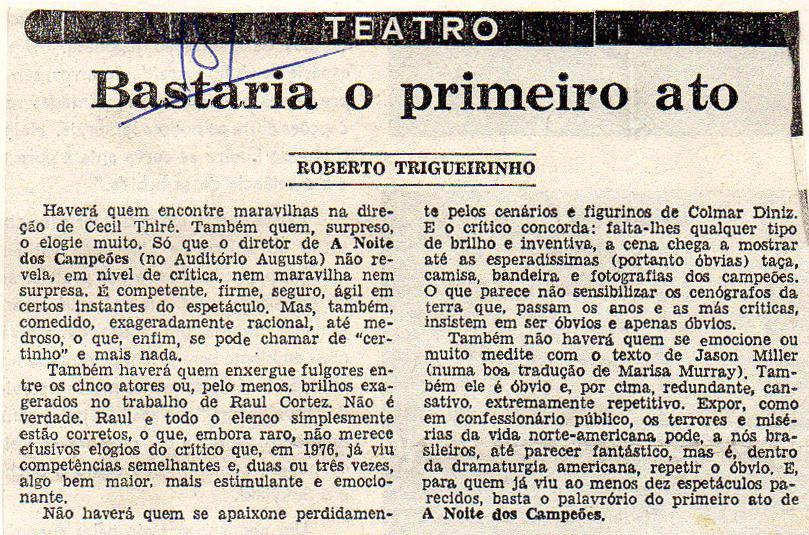 TEATRO
Bastaria o primeiro ato
ROBERTO TRIGUEIRINHO
Haverá quem encontre maravilhas na dire-
ção de Cecil Thiré. Também quem, surpreso,
o elogie muito. Só que o diretor de A Noite
dos Campeões (no Auditório Augusta) não re-
vela, em nível de crítica, nem maravilha nem
surpresa. É competente, firme, seguro, ágil em
certos instantes do espetáculo. Mas, também,
comedido, exageradamente racional, até me-
droso, o que, enfim, se pode chamar de "cer-
tinho" e mais nada.
Também haverá quem enxergue fulgores en-
tre os cinco atores ou, pelo menos, brilhos exa-
gerados no trabalho de Raul Cortez. Não é
verdade. Raul e todo o elenco simplesmente
estão corretos, o que, embora raro, não merece
efusivos elogios do crítico que, em 1976, já viu
competências semelhantes e, duas ou três vezes,
algo bem maior, mais estimulante e emocio-
nante.
Não haverá quem se apaixone perdidamen-
te pelos cenários e figurinos de Colmar Diniz.
E o crítico concorda: falta-lhes qualquer tipo
de brilho e inventiva, a cena chega a mostrar
até as esperadíssimas (portanto óbvias) taça,
camisa, bandeira e fotografias dos campeões.
O que parece não sensibilizar os cenógrafos da
terra que, passam os anos e as más críticas,
insistem em ser óbvios e apenas óbvios.
Também não haverá quem se emocione ou
muito medite com o texto de Jason Miller
(numa boa tradução de Marisa Murray). Tam-
bém ele é óbvio e, por cima, redundante, can-
sativo, extremamente repetitivo. Expor, como
em confessionário público, os terrores e misé-
rias da vida norte-americana pode, a nós bra-
sileiros, até parecer fantástico, mas é, dentro
da dramaturgia americana, repetir o óbvio. E,
para quem já viu ao menos dez espetáculos pa-
recidos, basta o palavrório do primeiro ato de
A Noite dos Campeões.